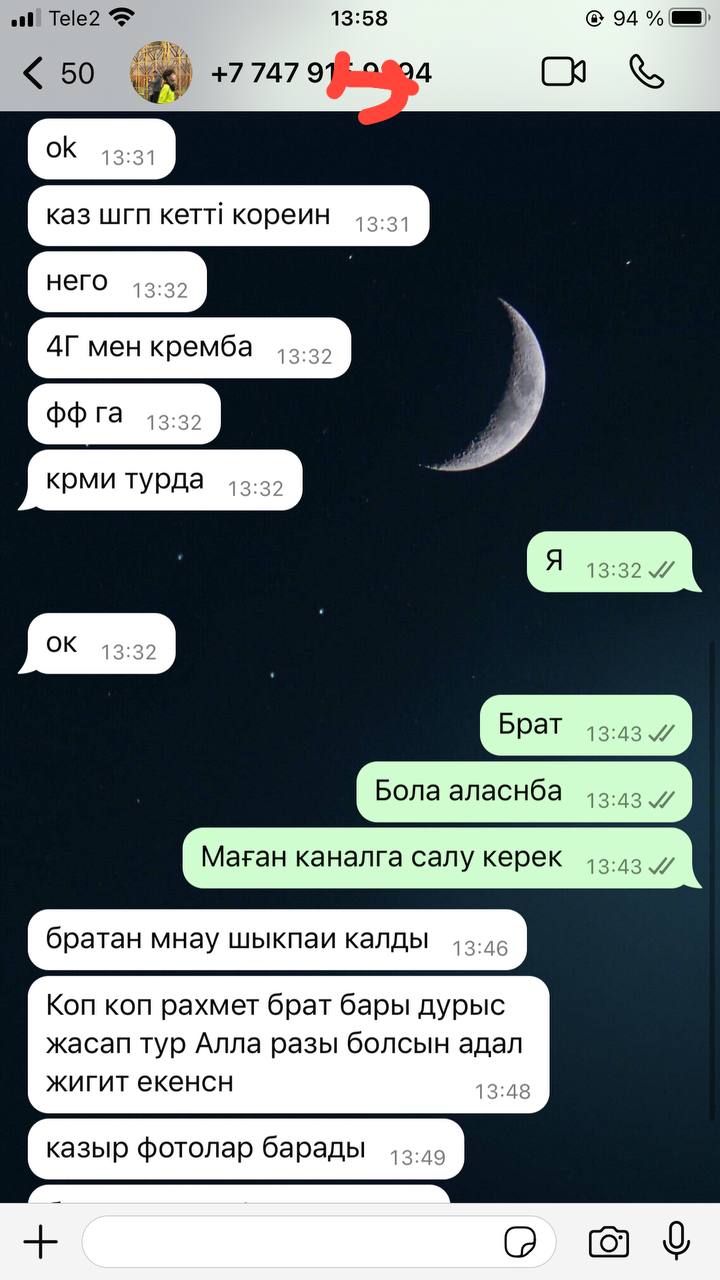 Tele2
13:58
94 %
50
+7 747 91
94
ok 13:31
каз шгп кетті кореин 13:31
него 13:32
4Г мен кремба 13:32
фф га 13:32
крми турда 13:32
Я 13:32
ок 13:32
Брат 13:43
Бола аласнба 13:43
Маған каналга салу керек 13:43
братан мнау шыкпаи калды 13:46
Коп коп рахмет брат бары дурыс
жасап тур Алла разы болсын адал
жигит екенсн 13:48
казыр фотолар барады 13:49